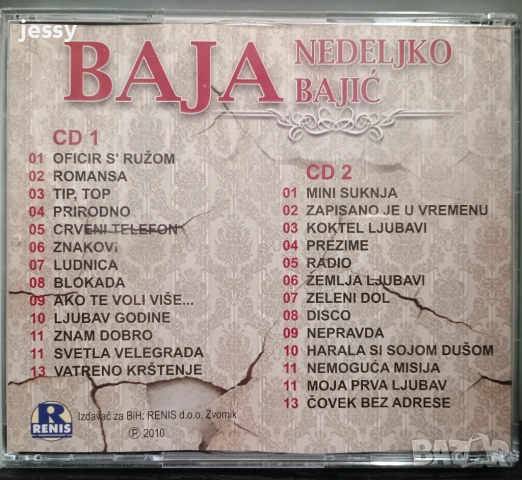 jessy
BAJA
NEDELJKO
BAJIĆ
CD 1
01 OFICIR S' RUŽOM
02 ROMANSA
03 TIP, TOP
04 PRIRODNO
05 CRVENI TELEFON
06 ZNAKOVI
07 LUDNICA
08 BLOKADA
09 AKO TE VOLI VIŠE...
10 LJUBAV GODINE
11 ZNAM DOBRO
11 SVETLA VELEGRADA
13 VATRENO KRŠTENJE
CD 2
01 MINI SUKNJA
02 ZAPISANO JE U VREMENU
03 KOKTEL LJUBAVI
04 PREZIME
05 RADIO
06 ZEMLJA LJUBAVI
07 ZELENI DOL
08 DISCO
09 NEPRAVDA
10 HARALA SI SOJOM DUŠOM
11 NEMOGUĆA MISIJA
11 MOJA PRVA LJUBAV
13 ČOVEK BEZ ADRESE
R
RENIS
Izdavač za BiH: RENIS d.o.o. Žvornik
Ⓟ 2010
bazar.bg